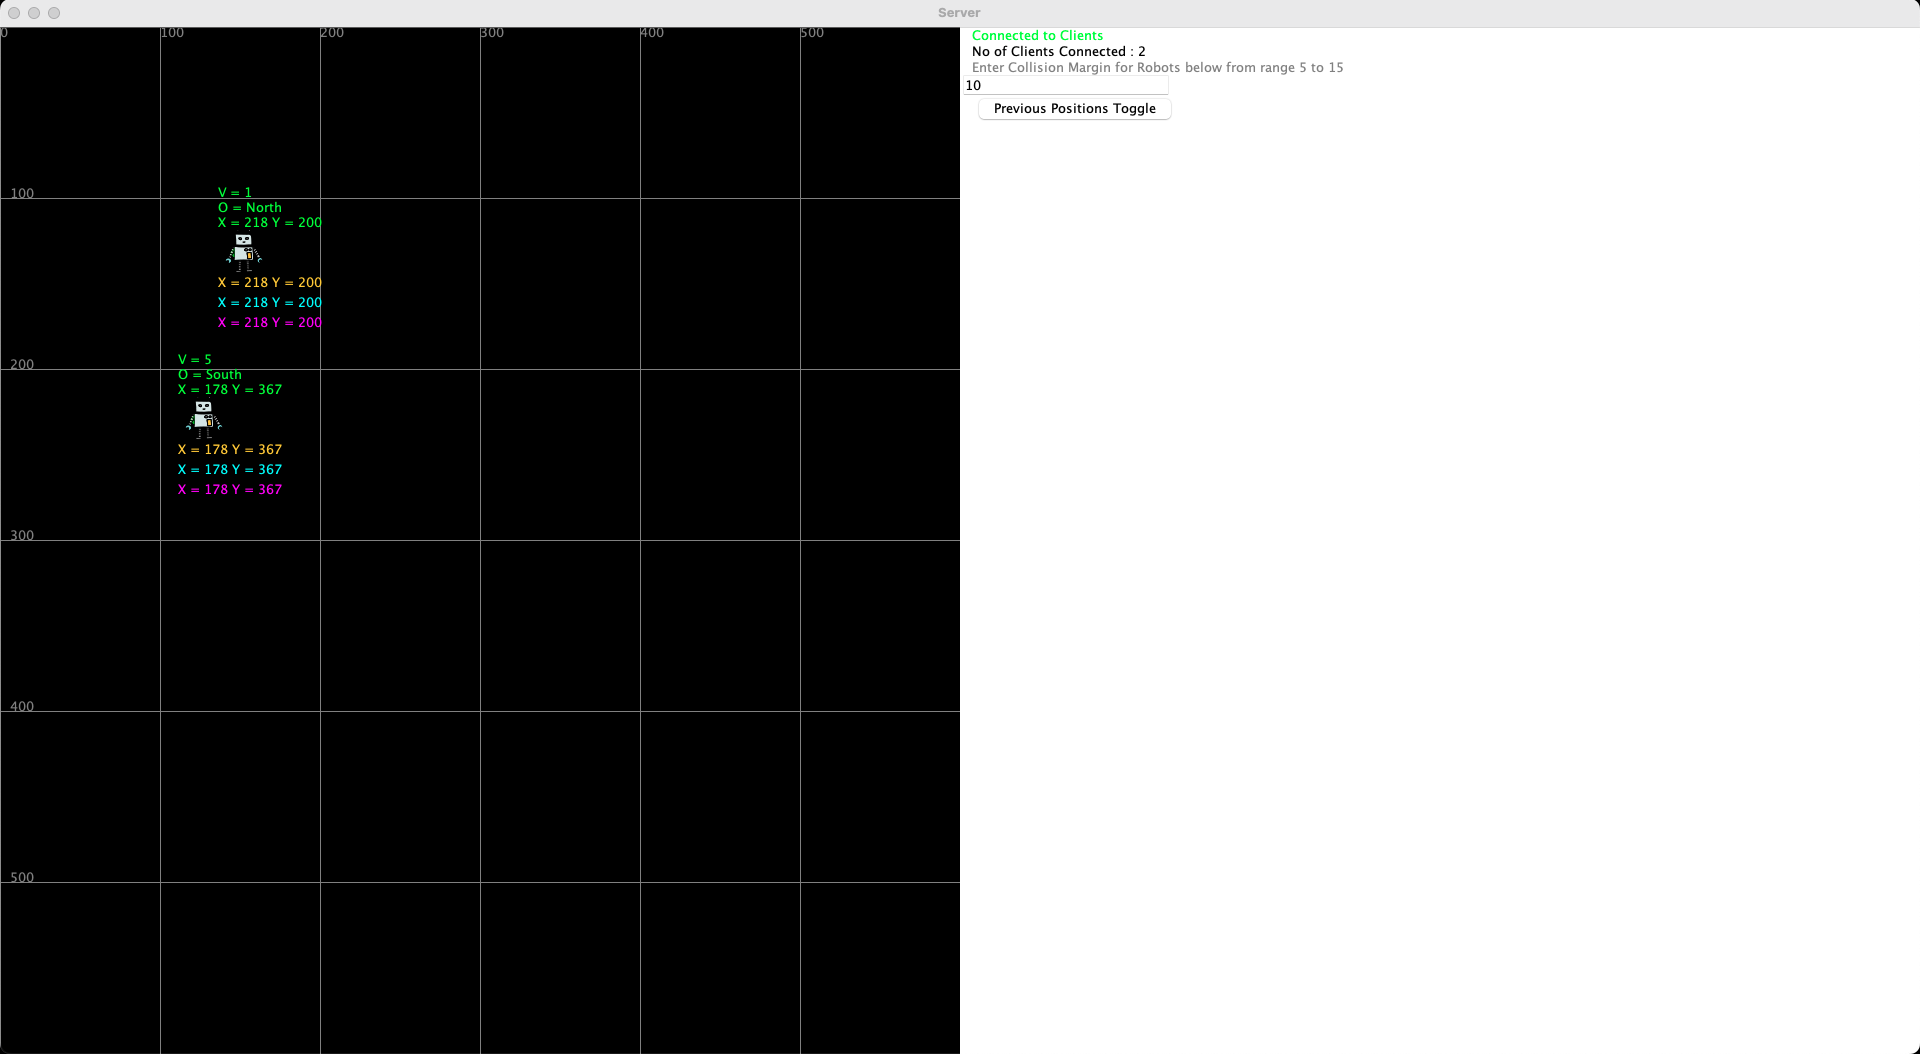 Server
0 100 200 300 400 500
Connected to Clients
No of Clients Connected : 2
Enter Collision Margin for Robots below from range 5 to 15
10
Previous Positions Toggle
100
V = 1
O = North
X = 218 Y = 200
X = 218 Y = 200
X = 218 Y = 200
X = 218 Y = 200
200
V = 5
O = South
X = 178 Y = 367
X = 178 Y = 367
X = 178 Y = 367
X = 178 Y = 367
300
400
500